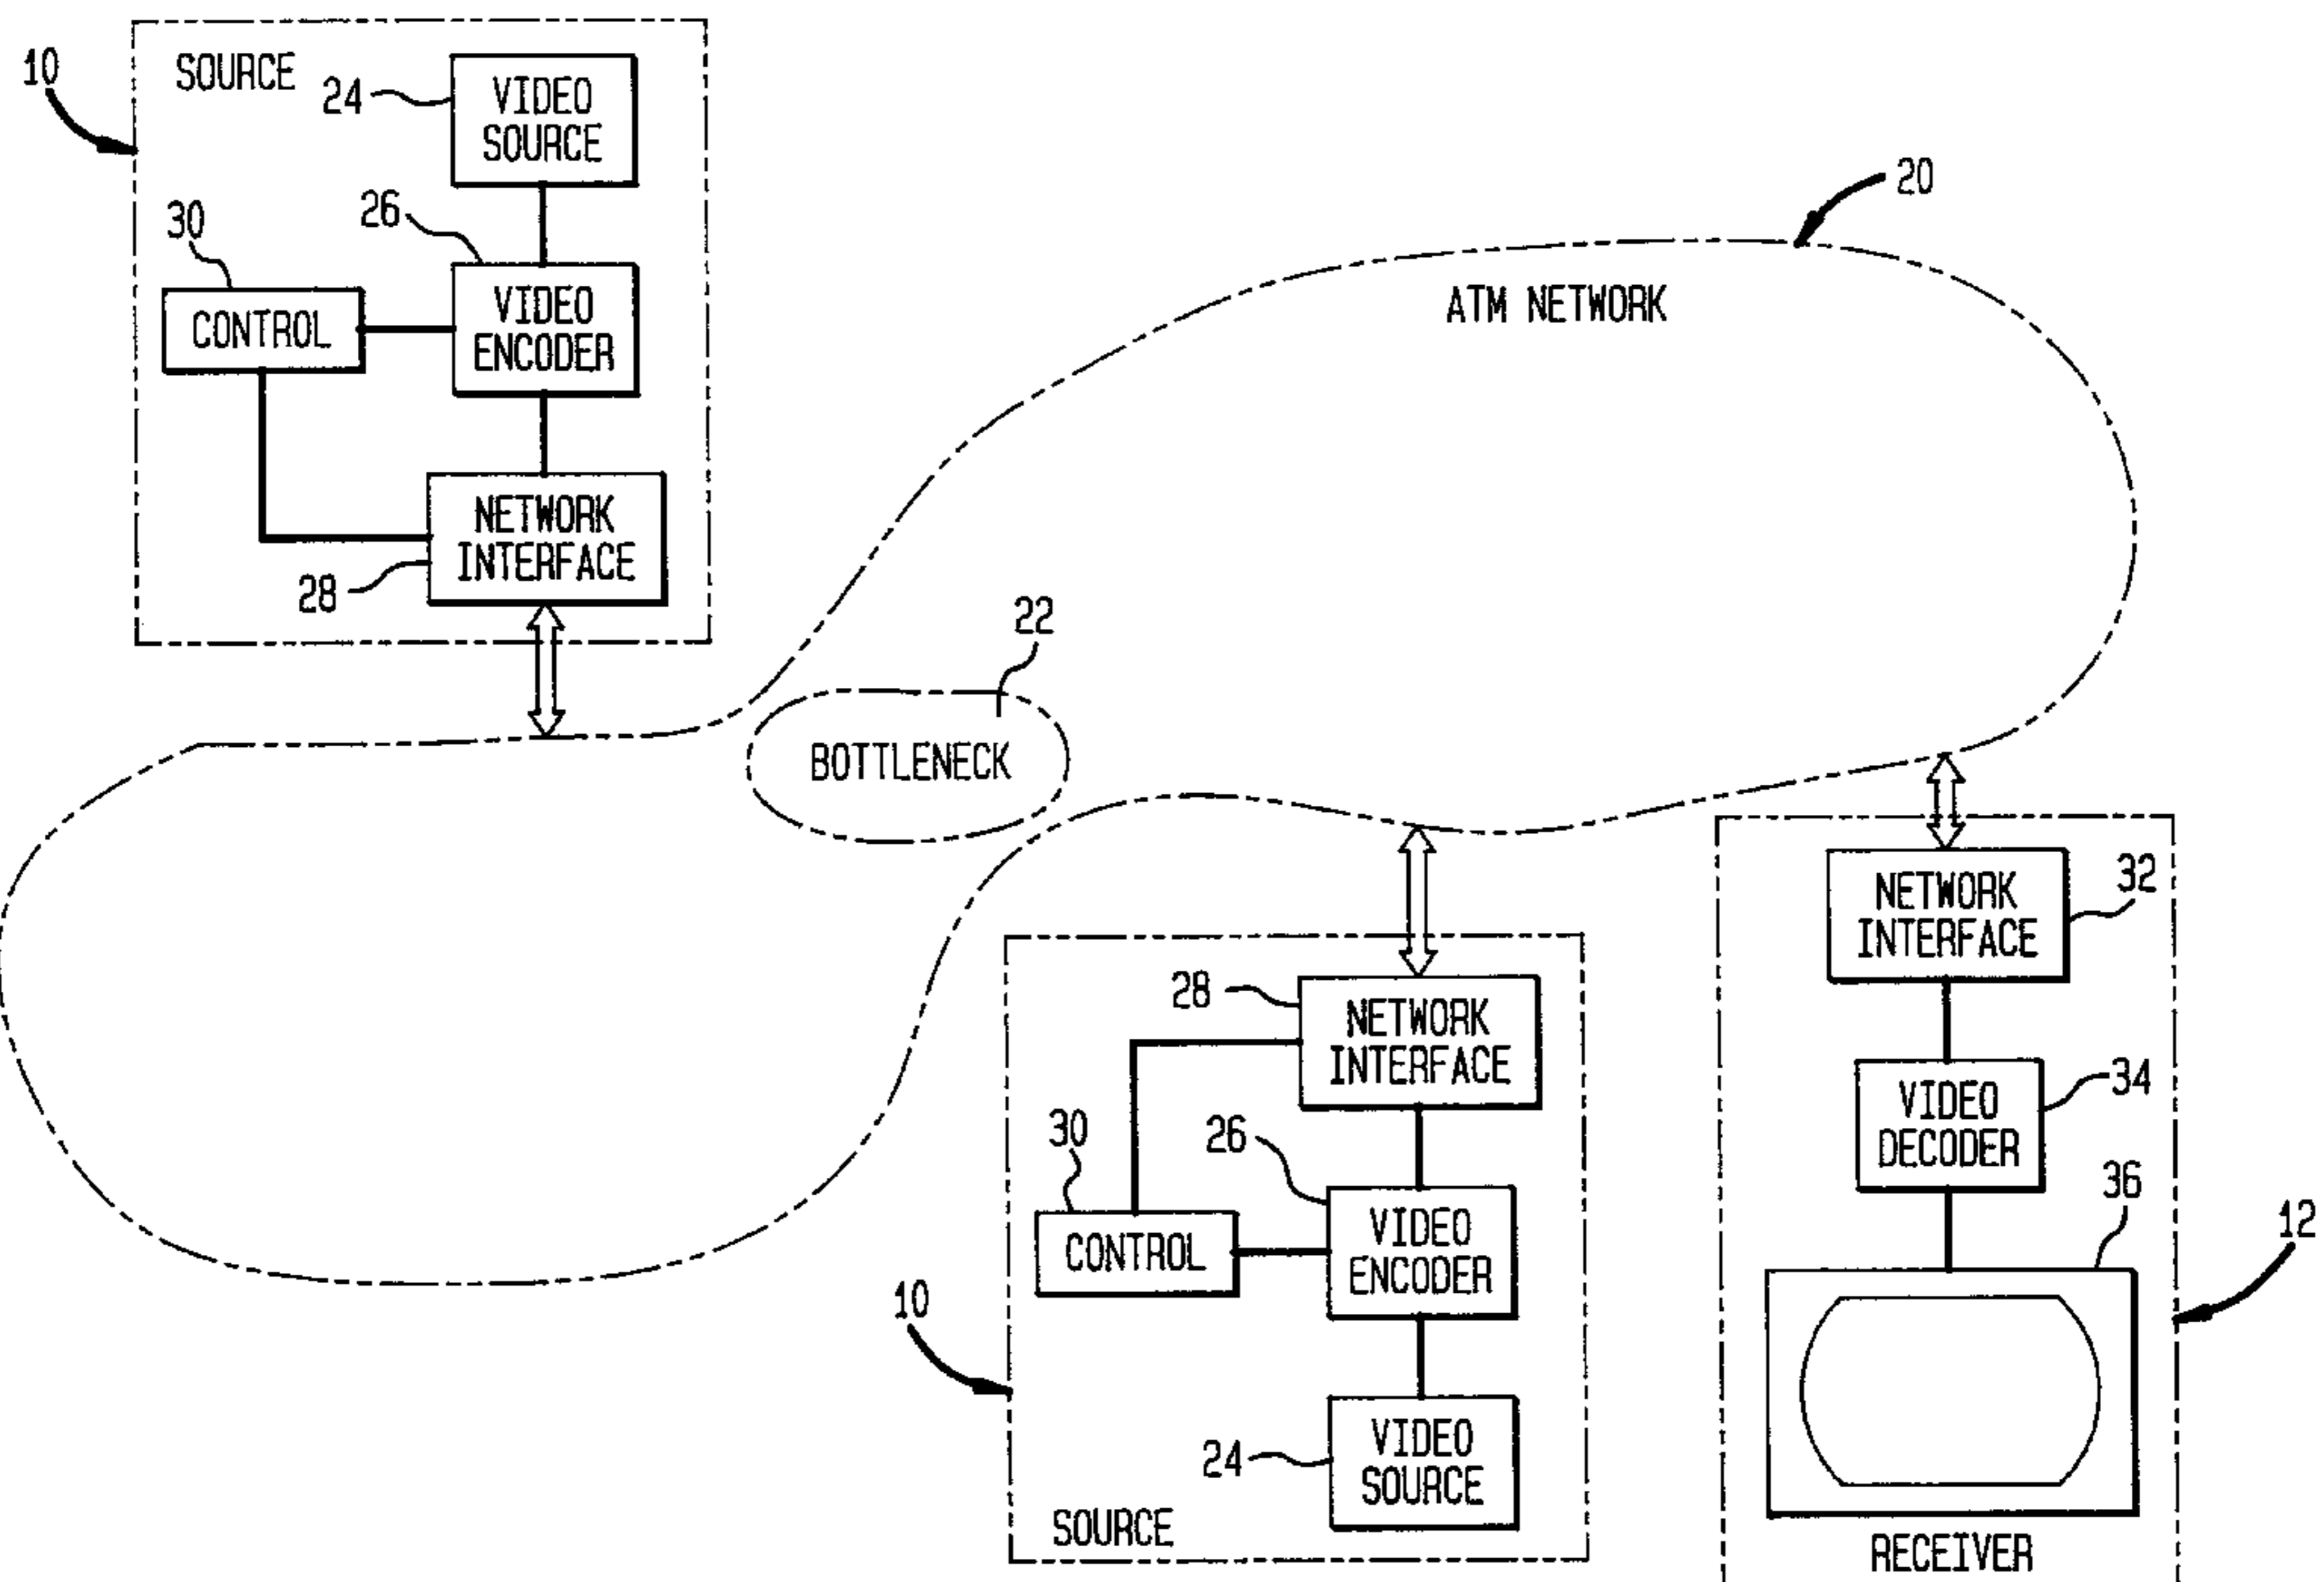 10
SOURCE
24
VIDEO
SOURCE
30
26
CONTROL
VIDEO
ENCODER
NETWORK
INTERFACE
28
20
ATM NETWORK
22
BOTTLENECK
28
NETWORK
INTERFACE
30
26
CONTROL
VIDEO
ENCODER
10
24
VIDEO
SOURCE
SOURCE
NETWORK
INTERFACE
32
VIDEO
DECODER
34
36
12
RECEIVER